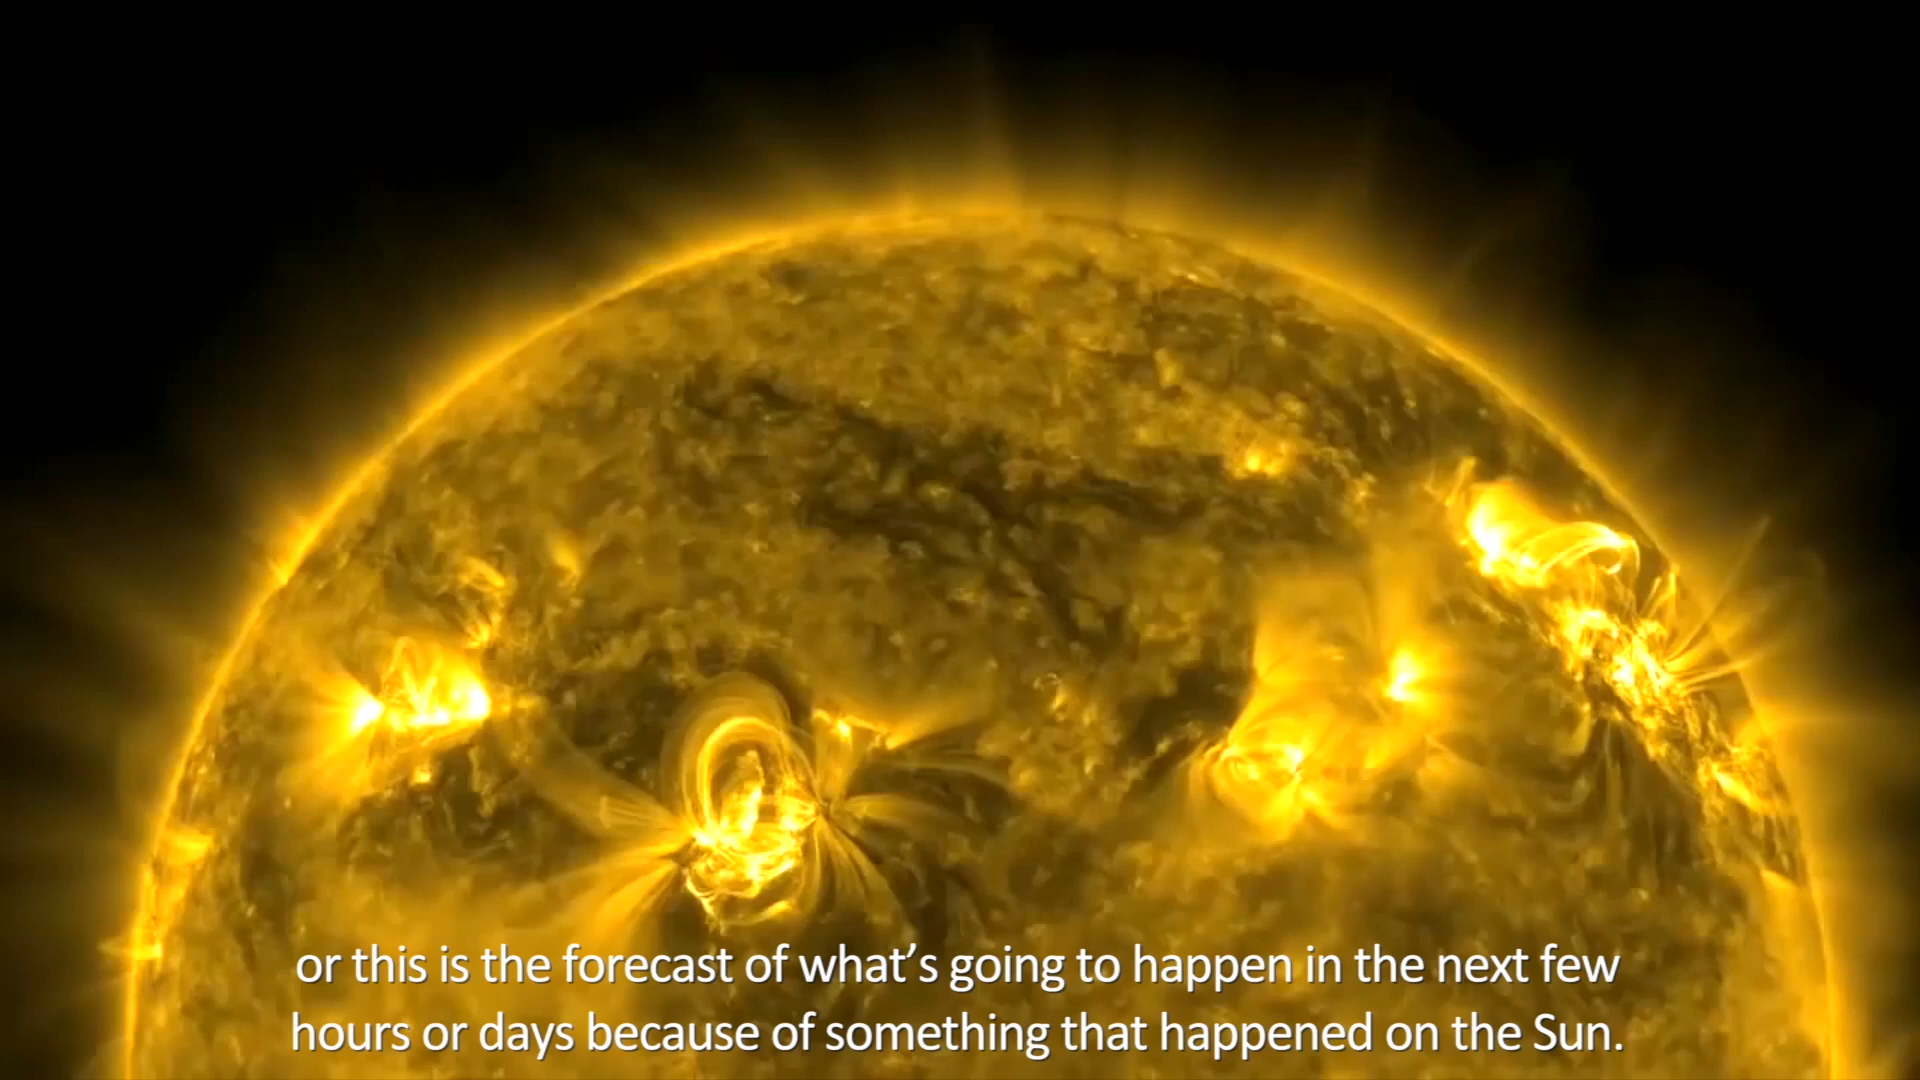 or this is the forecast of what’s going to happen in the next few
hours or days because of something that happened on the Sun.